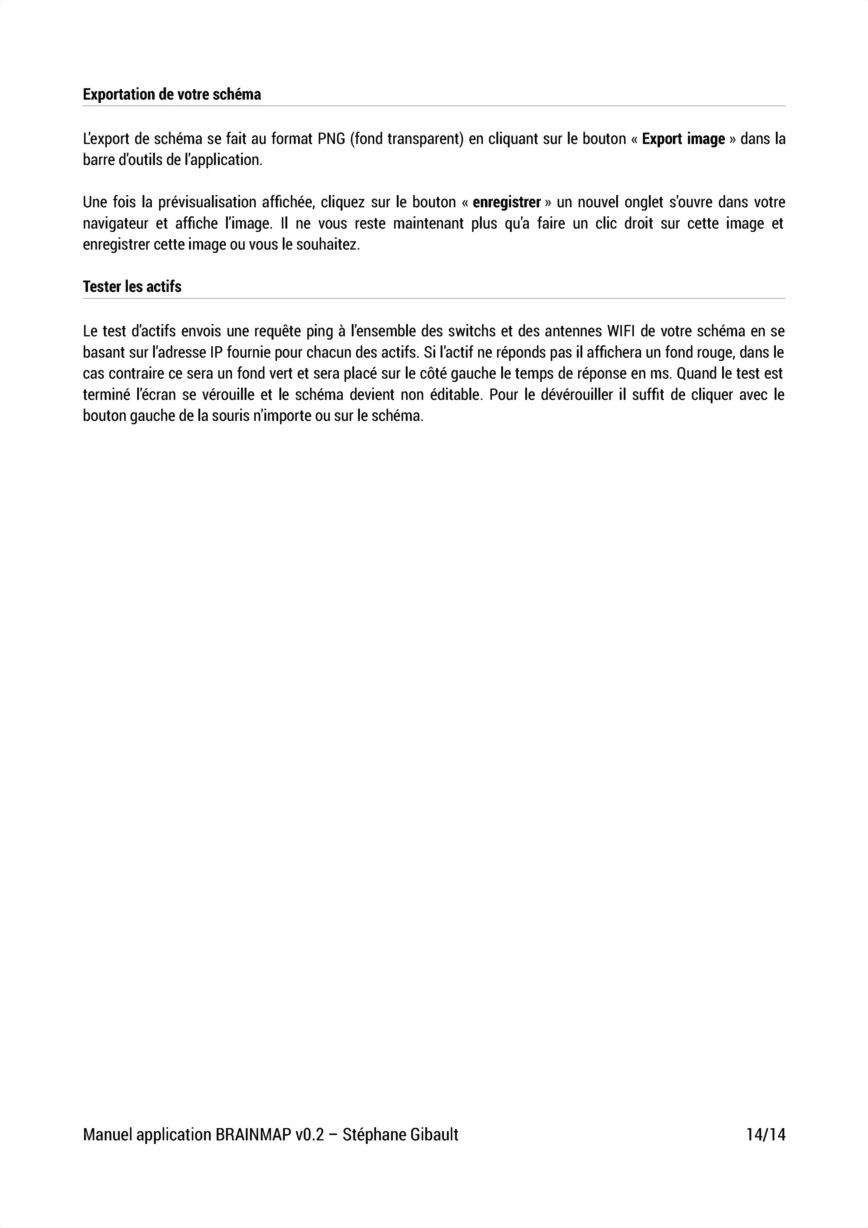 Exportation de votre schéma
L'export de schéma se fait au format PNG (fond transparent) en cliquant sur le bouton « Export image » dans la
barre d'outils de l'application.
Une fois la prévisualisation affichée, cliquez sur le bouton « enregistrer » un nouvel onglet s'ouvre dans votre
navigateur et affiche l'image. Il ne vous reste maintenant plus qu'a faire un clic droit sur cette image et
enregistrer cette image ou vous le souhaitez.
Tester les actifs
Le test d'actifs envois une requête ping à l'ensemble des switchs et des antennes WIFI de votre schéma en se
basant sur l'adresse IP fournie pour chacun des actifs. Si l'actif ne réponds pas il affichera un fond rouge, dans le
cas contraire ce sera un fond vert et sera placé sur le côté gauche le temps de réponse en ms. Quand le test est
terminé l'écran se vérouille et le schéma devient non éditable. Pour le dévérouiller il suffit de cliquer avec le
bouton gauche de la souris n'importe ou sur le schéma.
Manuel application BRAINMAP v0.2 – Stéphane Gibault 14/14